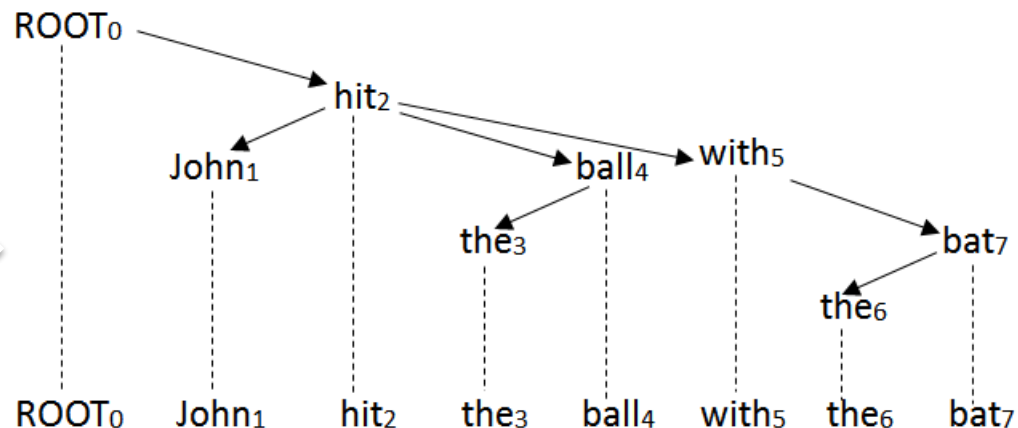 ROOT₀
hit₂
John₁ ball₄ with₅
the₃ bat₇
the₆
ROOT₀ John₁ hit₂ the₃ ball₄ with₅ the₆ bat₇